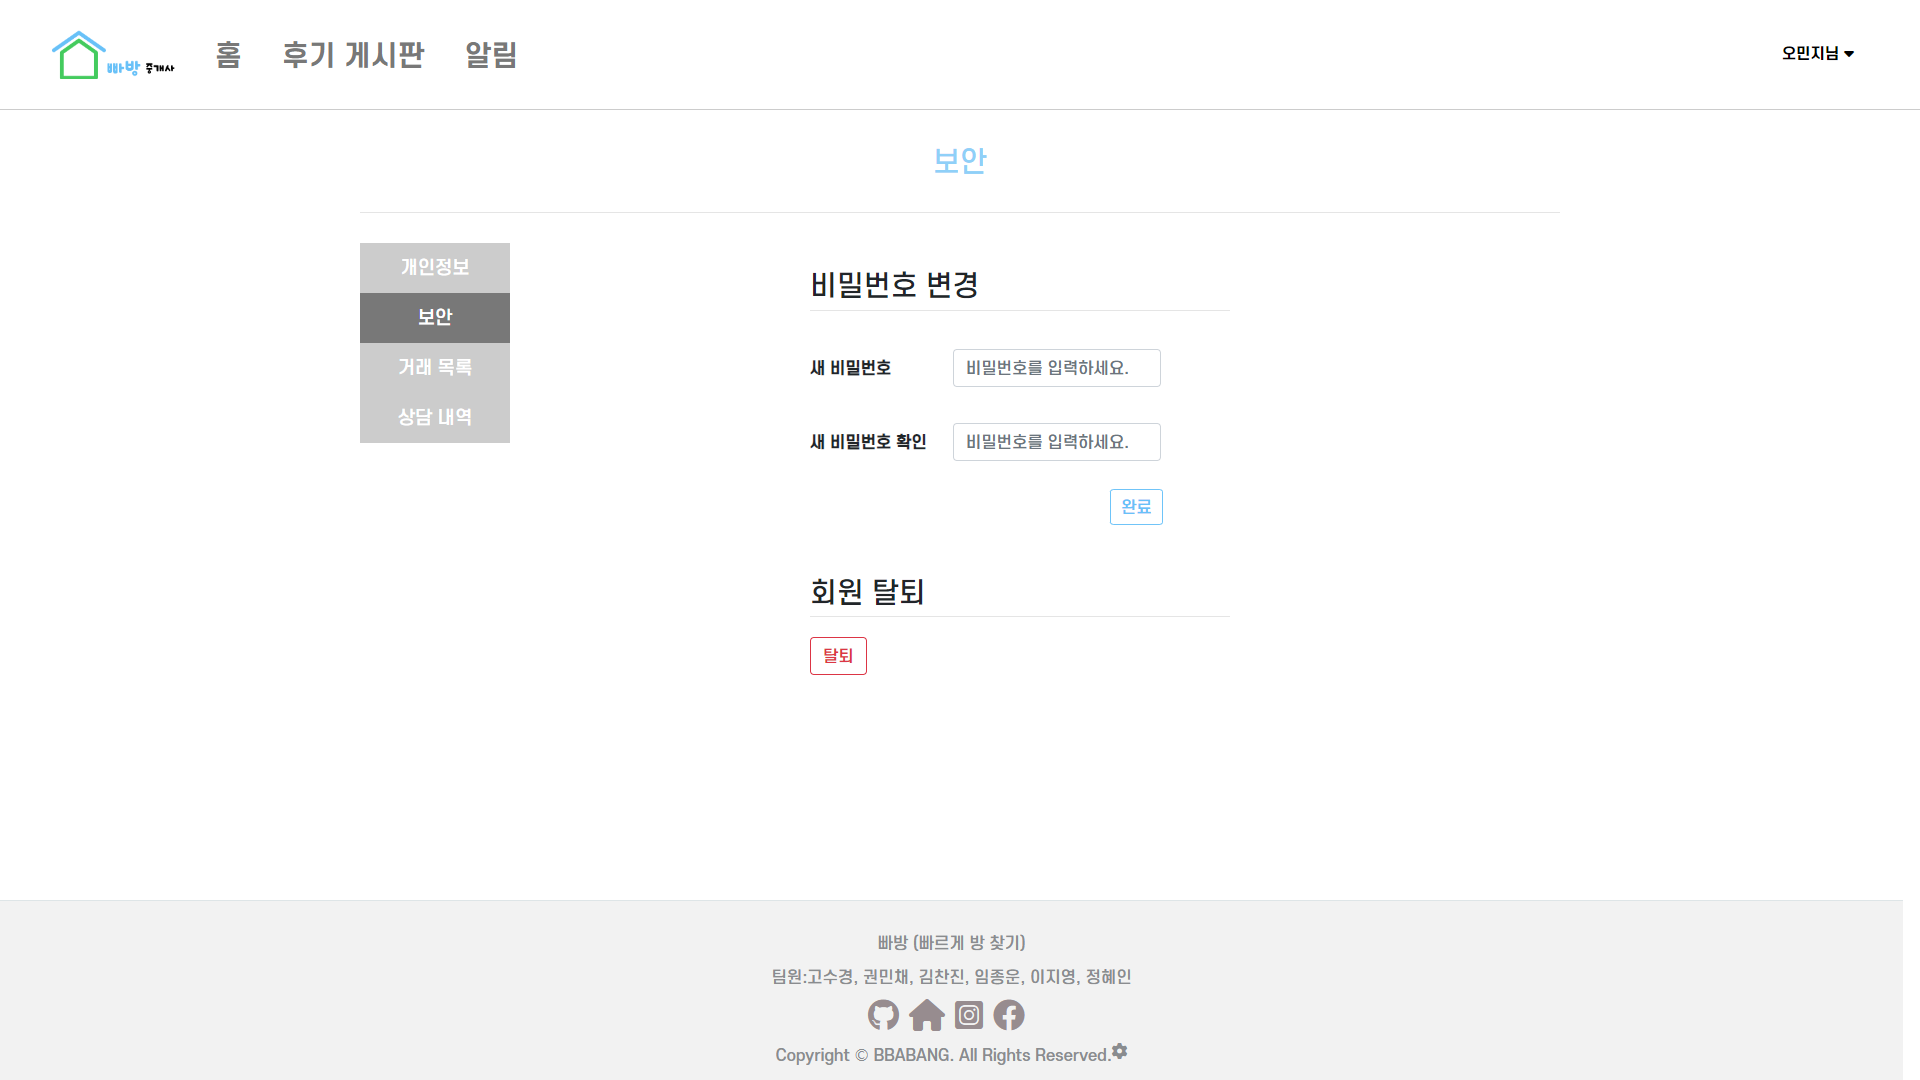 빠방 중개사
홈
후기 게시판
알림
오민지님
보안
개인정보
보안
거래 목록
상담 내역
비밀번호 변경
새 비밀번호
비밀번호를 입력하세요.
새 비밀번호 확인
비밀번호를 입력하세요.
완료
회원 탈퇴
탈퇴
빠방 (빠르게 방 찾기)
팀원:고수경, 권민채, 김찬진, 임종운, 이지영, 정혜인
Copyright © BBABANG. All Rights Reserved.